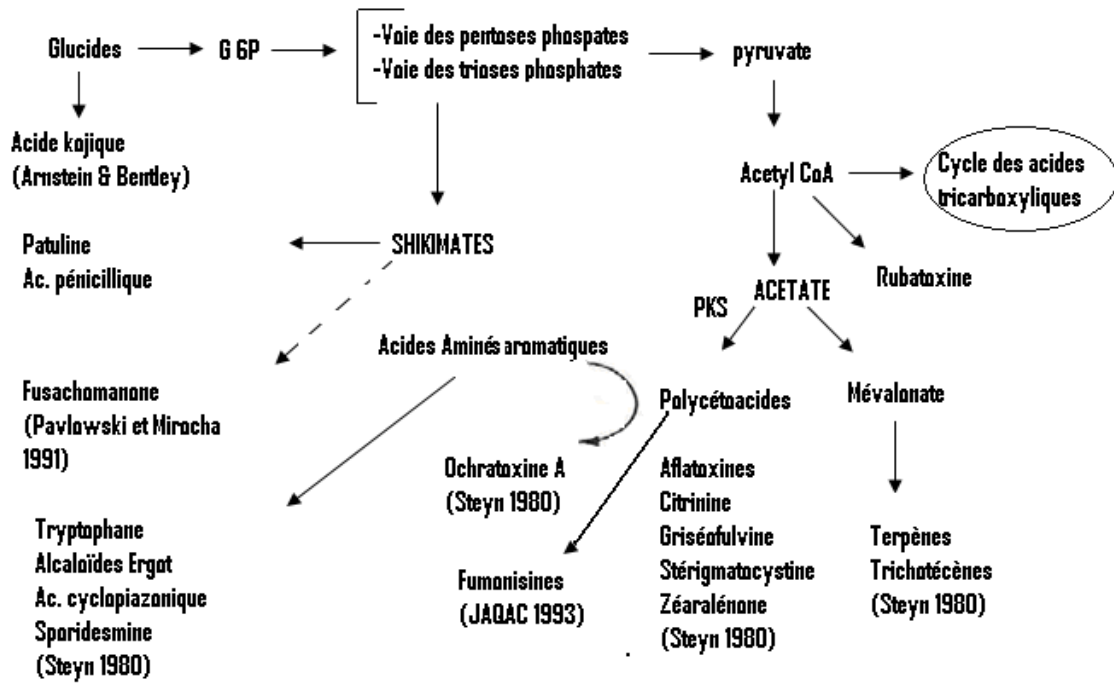 Glucides
G 6P
-Voie des pentoses phospates
-Voie des trioses phosphates
pyruvate
Acide kojique
(Arnstein & Bentley)
Acetyl CoA
Cycle des acides
tricarboxyliques
Patuline
Ac. pénicillique
SHIKIMATES
Rubatoxine
PKS
ACETATE
Acides Aminés aromatiques
Fusachomanone
(Pavlowski et Mirocha
1991)
Polycétoacides
Mévalonate
Ochratoxine A
(Steyn 1980)
Aflatoxines
Citrinine
Griséofulvine
Stérigmatocystine
Zéaralénone
(Steyn 1980)
Terpènes
Trichotécènes
(Steyn 1980)
Tryptophane
Alcaloïdes Ergot
Ac. cyclopiazonique
Sporidesmine
(Steyn 1980)
Fumonisines
(JAQAC 1993)